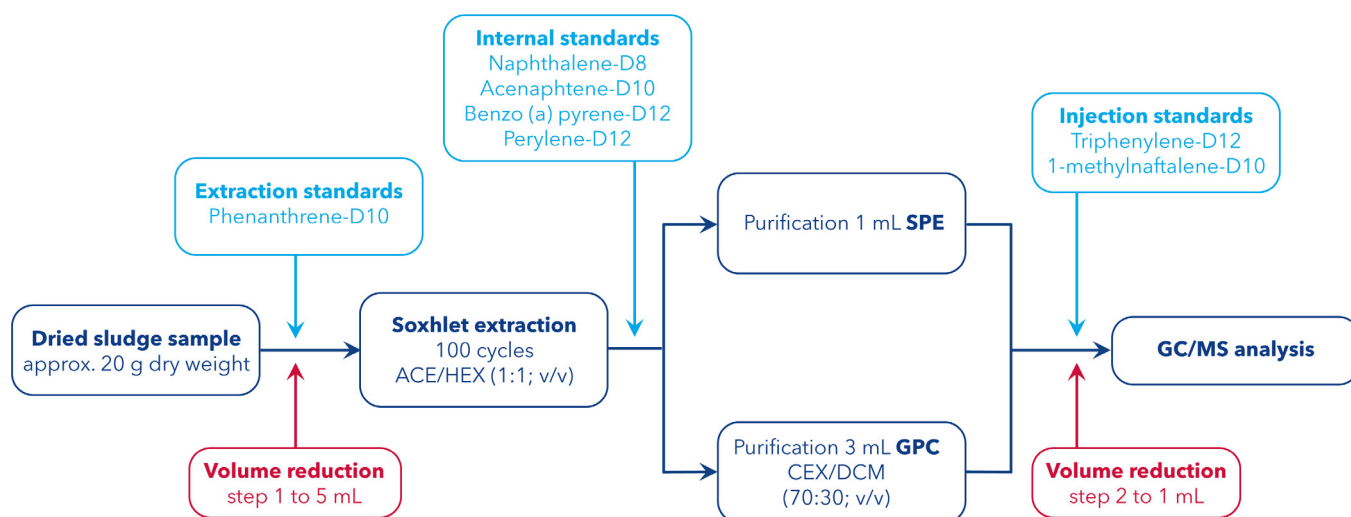 Internal standards
Naphthalene-D8
Acenaphtene-D10
Benzo (a) pyrene-D12
Perylene-D12
Injection standards
Triphenylene-D12
1-methylnaftalene-D10
Extraction standards
Phenanthrene-D10
Purification 1 mL SPE
Dried sludge sample
approx. 20 g dry weight
Soxhlet extraction
100 cycles
ACE/HEX (1:1; v/v)
GC/MS analysis
Purification 3 mL GPC
CEX/DCM
(70:30; v/v)
Volume reduction
step 1 to 5 mL
Volume reduction
step 2 to 1 mL